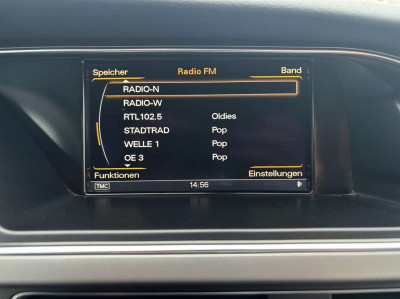 Speicher Radio FM Band
RADIO-N
RADIO-W
RTL102.5 Oldies
STADTRAD Pop
WELLE 1 Pop
OE 3 Pop
Funktionen Einstellungen
TMC 14:56